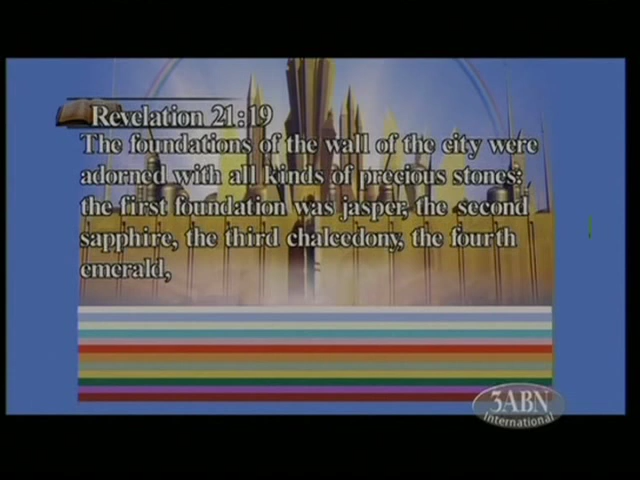 Revelation 21:19
The foundations of the wall of the city were
adorned with all kinds of precious stones:
the first foundation was jasper, the second
sapphire, the third chalcedony, the fourth
emerald,
3ABN
International